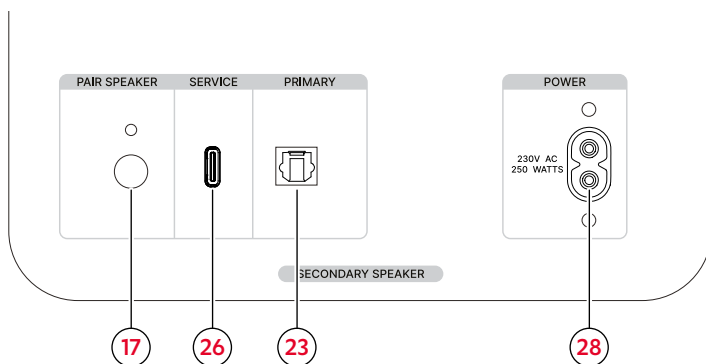 PAIR SPEAKER SERVICE PRIMARY POWER
230V AC
250 WATTS
SECONDARY SPEAKER
17 26 23 28